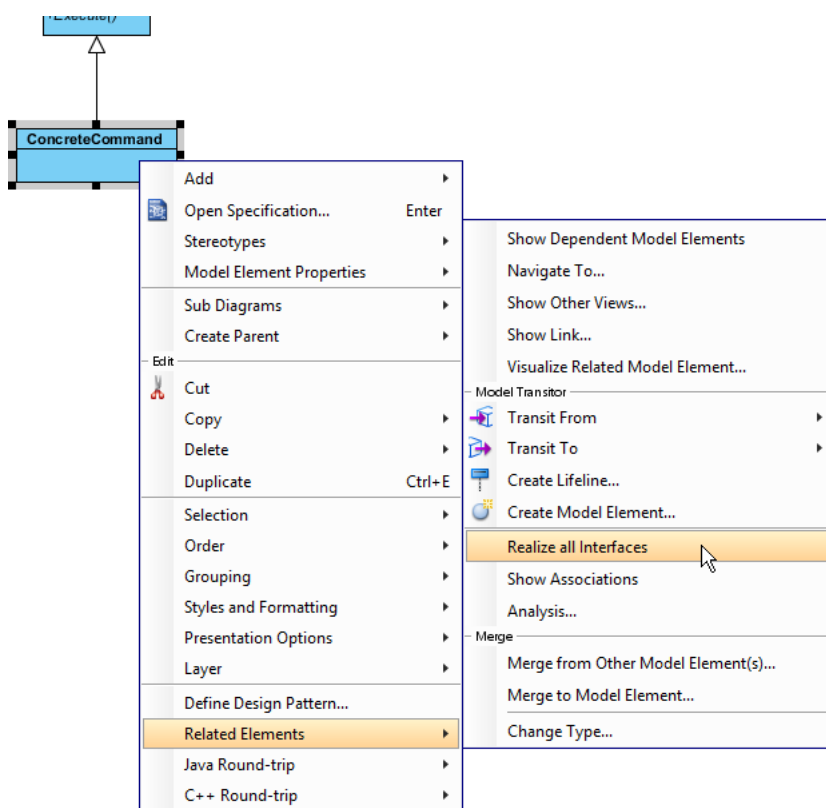 +Execute()
ConcreteCommand
Add
Open Specification... Enter
Stereotypes
Model Element Properties
Sub Diagrams
Create Parent
Edit
Cut
Copy
Delete
Duplicate Ctrl+E
Selection
Order
Grouping
Styles and Formatting
Presentation Options
Layer
Define Design Pattern...
Related Elements
Java Round-trip
C++ Round-trip
Show Dependent Model Elements
Navigate To...
Show Other Views...
Show Link...
Visualize Related Model Element...
Model Transitor
Transit From
Transit To
Create Lifeline...
Create Model Element...
Realize all Interfaces
Show Associations
Analysis...
Merge
Merge from Other Model Element(s)...
Merge to Model Element...
Change Type...